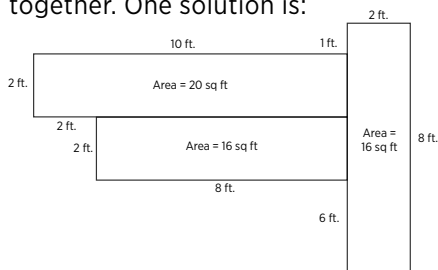 together. One solution is:
2 ft.
10 ft.
1 ft.
2 ft.
Area = 20 sq ft
2 ft.
2 ft.
Area = 16 sq ft
Area =
16 sq ft
8 ft.
8 ft.
6 ft.